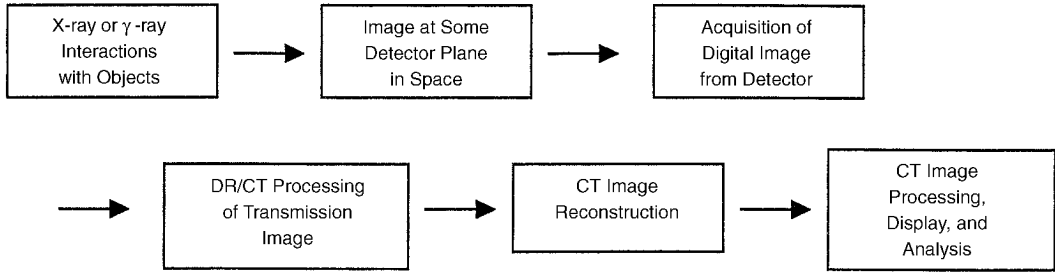 X-ray or γ-ray
Interactions
with Objects
Image at Some
Detector Plane
in Space
Acquisition of
Digital Image
from Detector
DR/CT Processing
of Transmission
Image
CT Image
Reconstruction
CT Image
Processing,
Display, and
Analysis